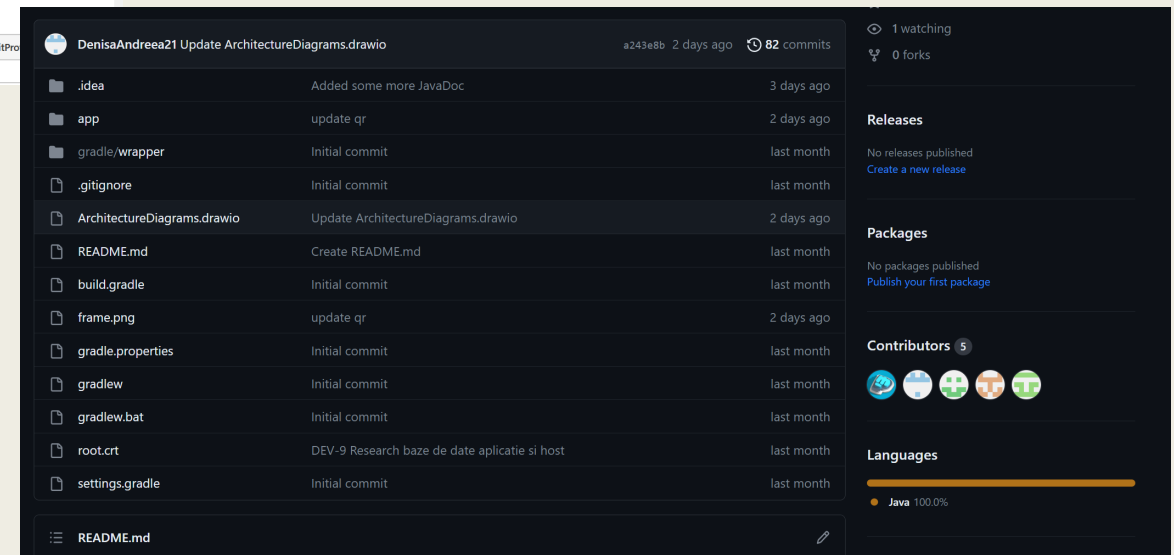 itPro
DenisaAndreea21 Update ArchitectureDiagrams.drawio a243e8b 2 days ago 82 commits
.idea Added some more JavaDoc 3 days ago
app update qr 2 days ago
gradle/wrapper Initial commit last month
.gitignore Initial commit last month
ArchitectureDiagrams.drawio Update ArchitectureDiagrams.drawio 2 days ago
README.md Create README.md last month
build.gradle Initial commit last month
frame.png update qr 2 days ago
gradle.properties Initial commit last month
gradlew Initial commit last month
gradlew.bat Initial commit last month
root.crt DEV-9 Research baze de date aplicatie si host last month
settings.gradle Initial commit last month
README.md
1 watching
0 forks
Releases
No releases published
Create a new release
Packages
No packages published
Publish your first package
Contributors 5
Languages
Java 100.0%